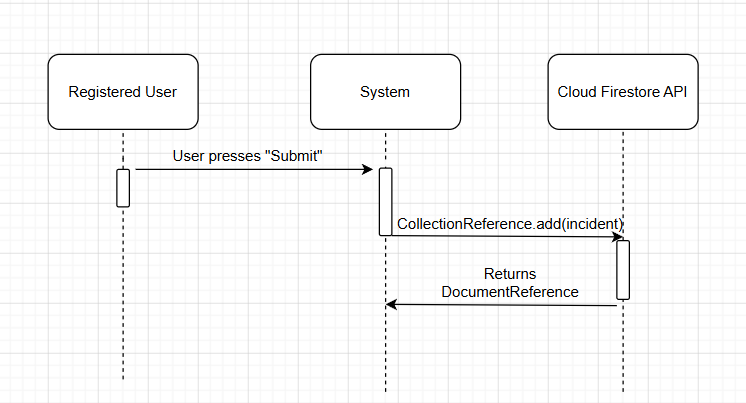 Registered User
System
Cloud Firestore API
User presses "Submit"
CollectionReference.add(incident)
Returns
DocumentReference